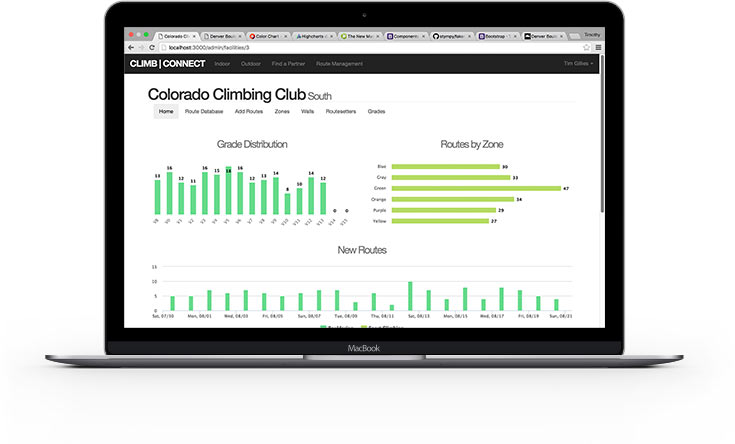 Colorado Cl
Denver Boul
Color Chart
Highcharts d
The New Ma
Components
stympy/fake
Bootstrap
Denver Boul
Timothy
localhost:3000/admin/facilities/3
CLIMB|CONNECT Indoor Outdoor Find a Partner Route Management Tim Gillies
Colorado Climbing Club South
Home Route Database Add Routes Zones Walls Routesetters Grades
Grade Distribution
13 16 12 11 16 15 18 16 12 13 14 8 10 14 12 0 0
VB V0 V1 V2 V3 V4 V5 V6 V7 V8 V9 V10 V11 V12 V13 V14 V15
Routes by Zone
Blue 30
Gray 33
Green 47
Orange 34
Purple 29
Yellow 27
New Routes
15
10
5
0
Sat, 07/30 Mon, 08/01 Wed, 08/03 Fri, 08/05 Sun, 08/07 Tue, 08/09 Thu, 08/11 Sat, 08/13 Mon, 08/15 Wed, 08/17 Fri, 08/19 Sun, 08/21
MacBook